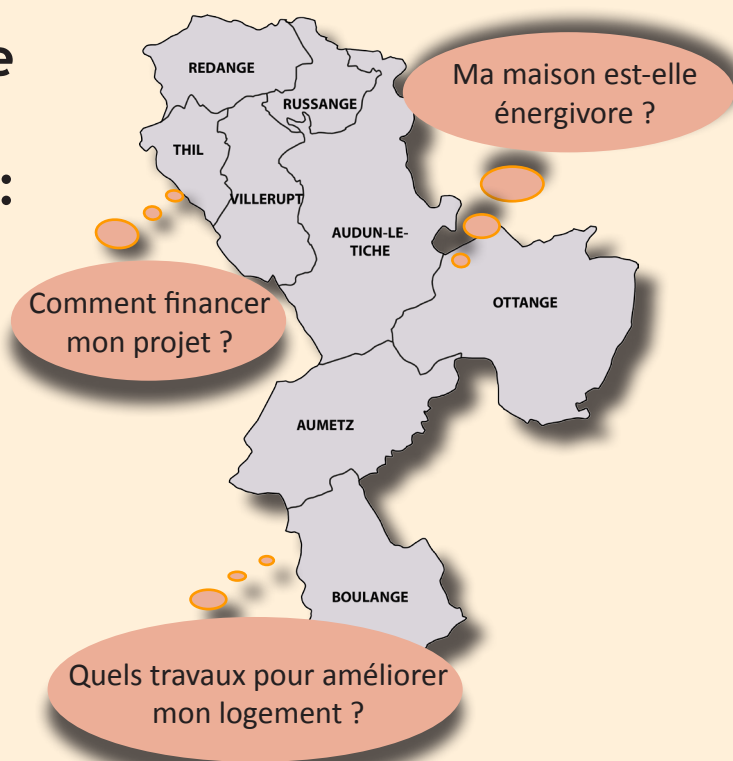 e
:
REDANGE
RUSSANGE
THIL
VILLERUPT
AUDUN-LE-
TICHE
OTTANGE
AUMETZ
BOULANGE
Ma maison est-elle
énergivore ?
Comment financer
mon projet ?
Quels travaux pour améliorer
mon logement ?